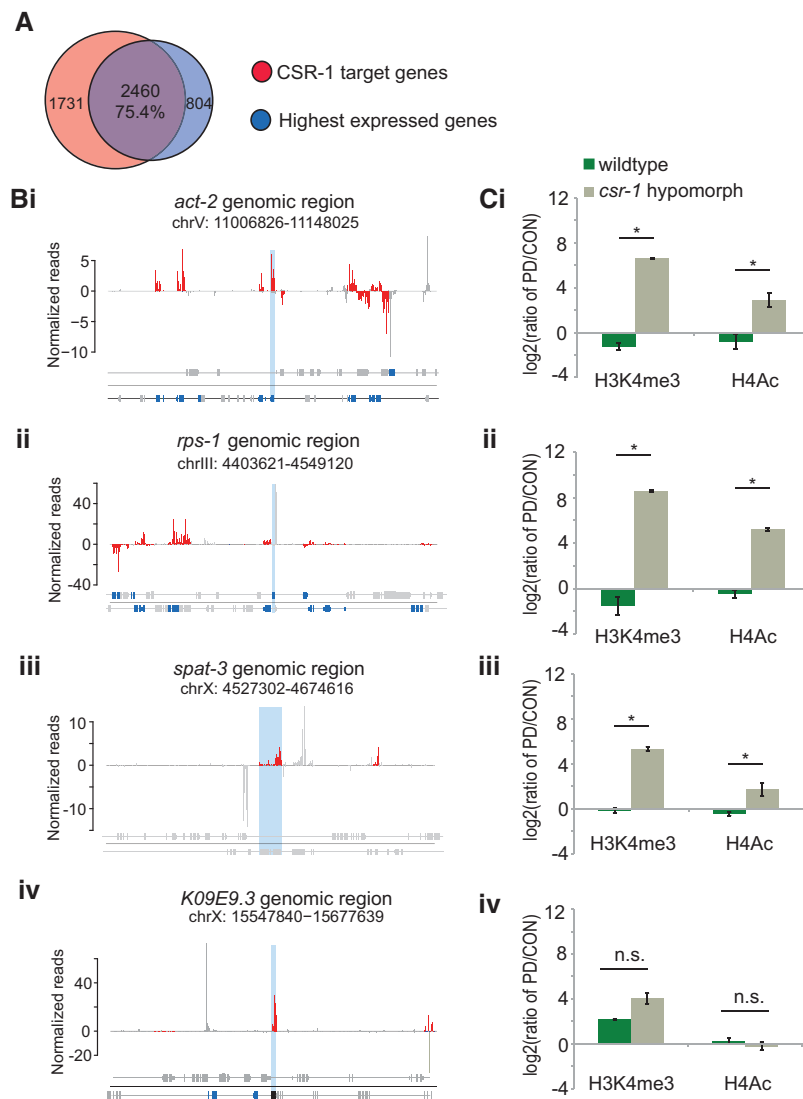 A
1731
2460
75.4%
804
CSR-1 target genes
Highest expressed genes
Bi
act-2 genomic region
chrV: 11006826-11148025
Normalized reads
5
0
−5
−10
Ci
wildtype
csr-1 hypomorph
log2(ratio of PD/CON)
12
8
4
0
-4
*
*
H3K4me3
H4Ac
ii
rps-1 genomic region
chrIII: 4403621-4549120
Normalized reads
40
0
-40
ii
log2(ratio of PD/CON)
12
8
4
0
-4
*
*
H3K4me3
H4Ac
iii
spat-3 genomic region
chrX: 4527302-4674616
Normalized reads
10
0
-10
iii
log2(ratio of PD/CON)
12
8
4
0
-4
*
*
H3K4me3
H4Ac
iv
K09E9.3 genomic region
chrX: 15547840−15677639
Normalized reads
60
40
0
-20
iv
log2(ratio of PD/CON)
12
8
4
0
-4
n.s.
n.s.
H3K4me3
H4Ac